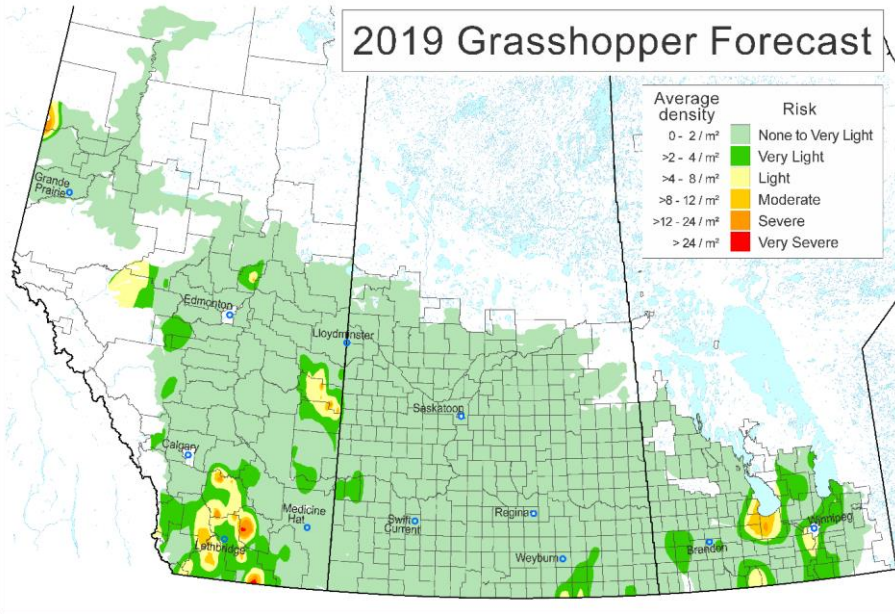 2019 Grasshopper Forecast
Average
density
Risk
0 - 2 / m² None to Very Light
>2 - 4 / m² Very Light
>4 - 8 / m² Light
>8 - 12 / m² Moderate
>12 - 24 / m² Severe
> 24 / m² Very Severe
Grande
Prairie
Edmonton
Lloydminster
Saskatoon
Calgary
Medicine
Hat
Swift
Current
Regina
Winnipeg
Lethbridge
Brandon
Weyburn